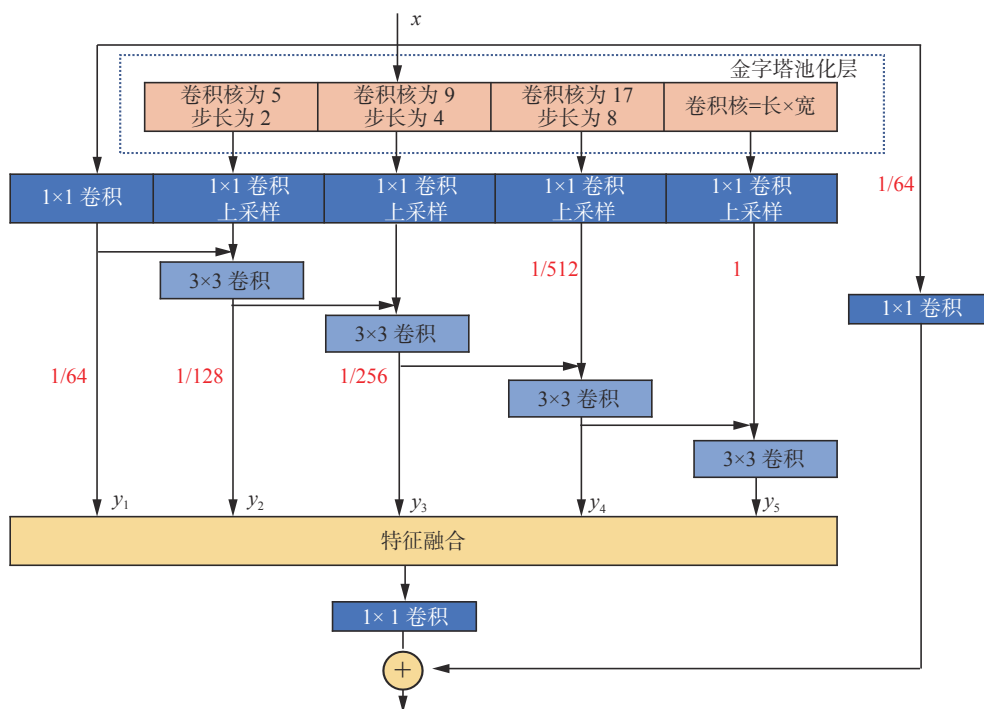 x
金字塔池化层
卷积核为 5
步长为 2
卷积核为 9
步长为 4
卷积核为 17
步长为 8
卷积核=长×宽
1×1 卷积
1×1 卷积
上采样
1×1 卷积
上采样
1×1 卷积
上采样
1×1 卷积
上采样
1/64
3×3 卷积
1/512
1
1×1 卷积
3×3 卷积
1/64
1/128
1/256
3×3 卷积
3×3 卷积
y₁
y₂
y₃
y₄
y₅
特征融合
1× 1 卷积
+